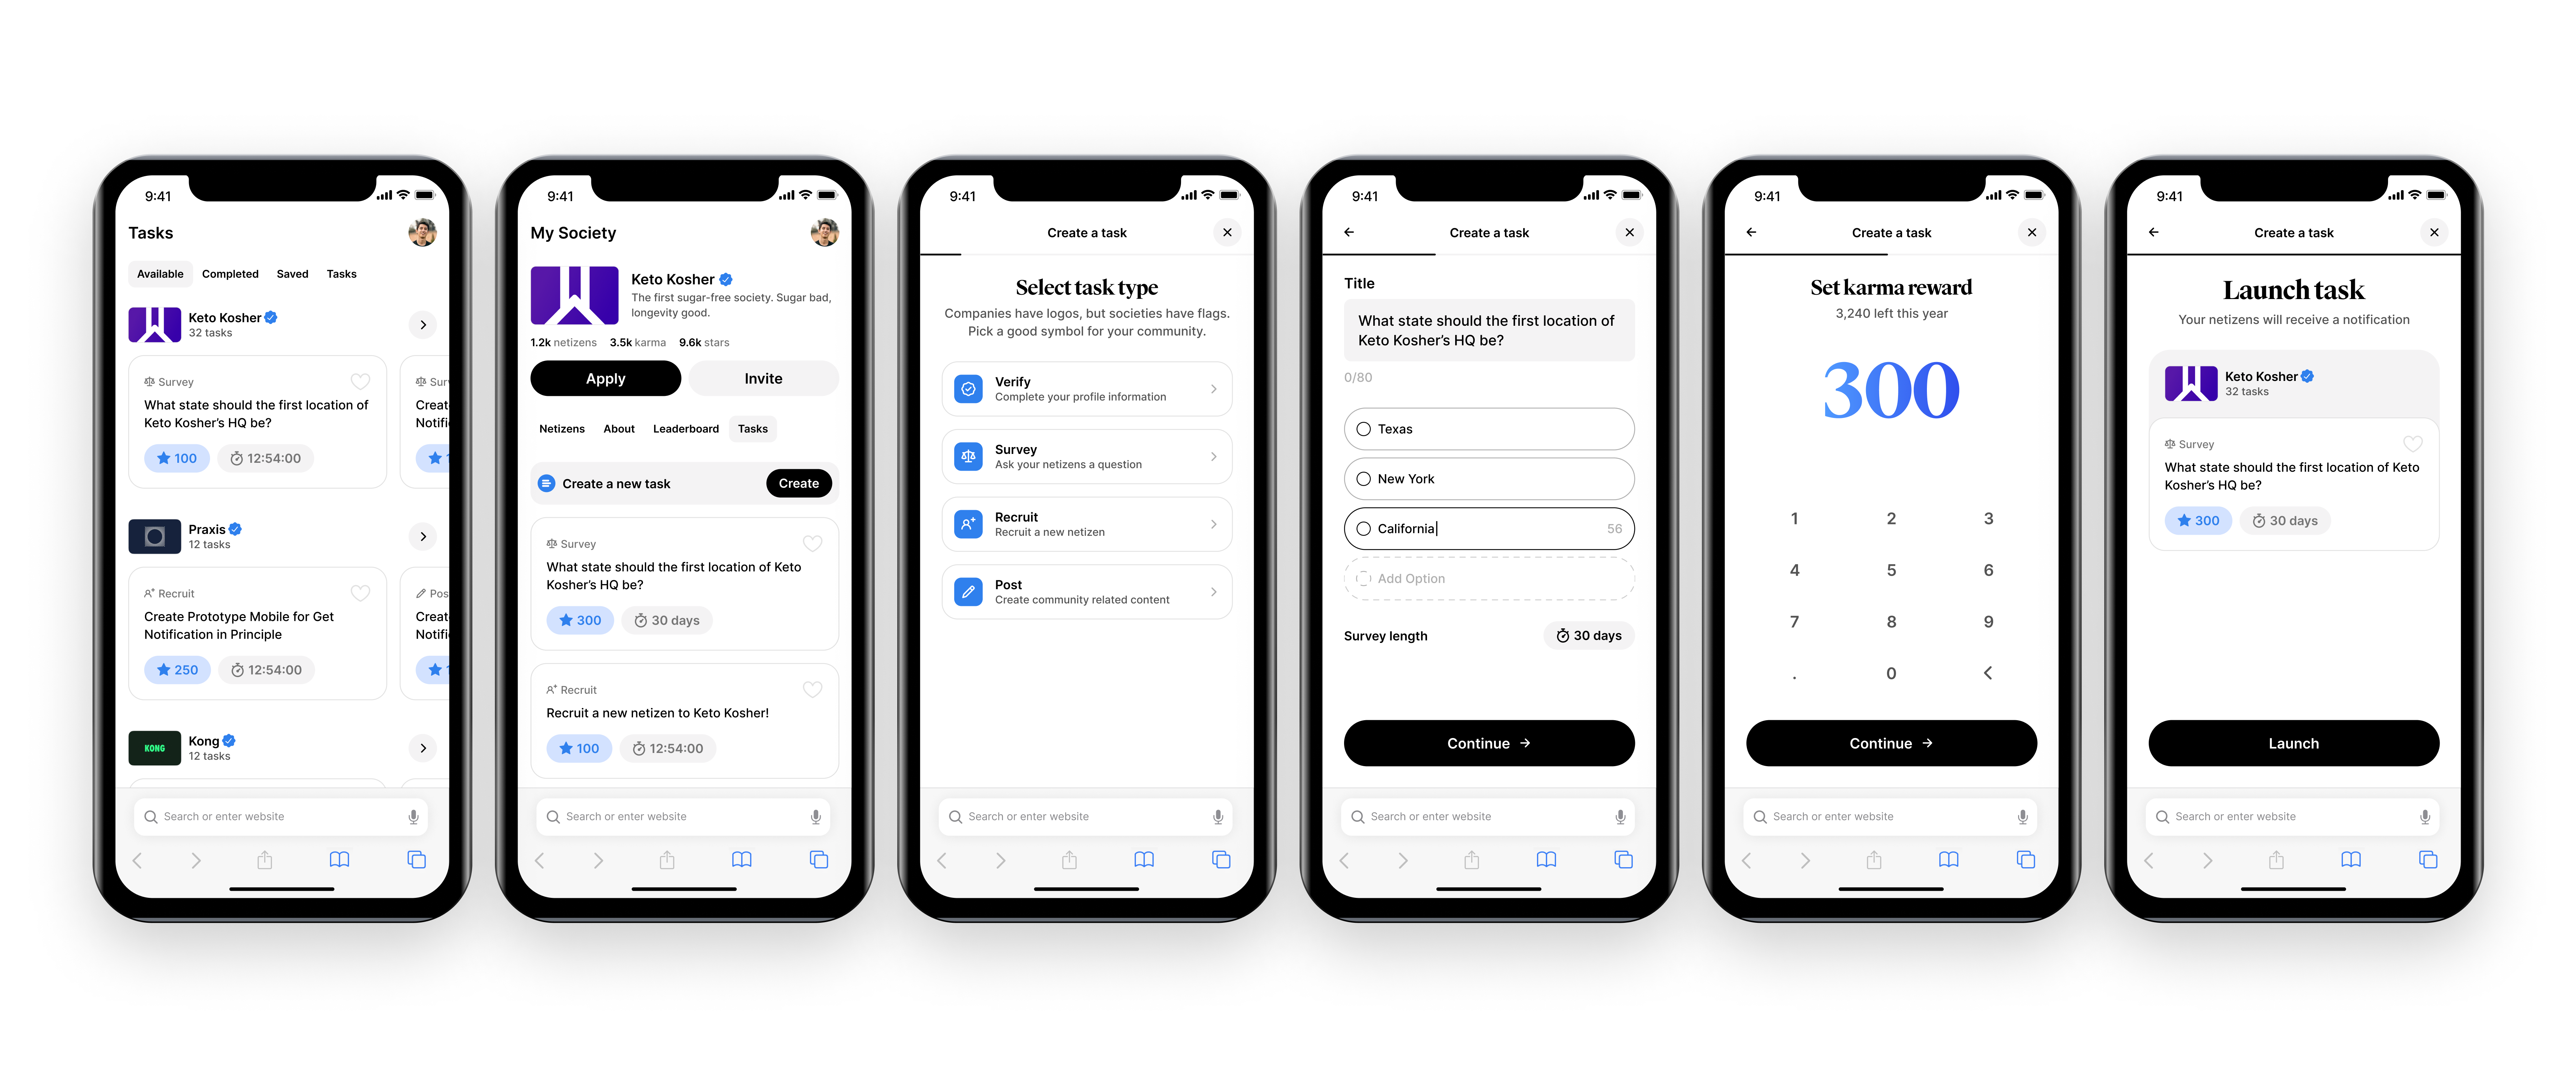 9:41
Tasks
Available Completed Saved Tasks
Keto Kosher
32 tasks
Survey
What state should the first location of
Keto Kosher's HQ be?
100 12:54:00
Sur
Creat
Notifi
Praxis
12 tasks
Recruit
Create Prototype Mobile for Get
Notification in Principle
250 12:54:00
Pos
Creat
Notifi
KONG
Kong
12 tasks
Search or enter website
9:41
My Society
Keto Kosher
The first sugar-free society. Sugar bad,
longevity good.
1.2k netizens 3.5k karma 9.6k stars
Apply Invite
Netizens About Leaderboard Tasks
Create a new task Create
Survey
What state should the first location of Keto
Kosher's HQ be?
300 30 days
Recruit
Recruit a new netizen to Keto Kosher!
100 12:54:00
Search or enter website
9:41
Create a task
Select task type
Companies have logos, but societies have flags.
Pick a good symbol for your community.
Verify
Complete your profile information
Survey
Ask your netizens a question
Recruit
Recruit a new netizen
Post
Create community related content
Search or enter website
9:41
Create a task
Title
What state should the first location of
Keto Kosher's HQ be?
0/80
Texas
New York
California 56
Add Option
Survey length 30 days
Continue
Search or enter website
9:41
Create a task
Set karma reward
3,240 left this year
300
1 2 3
4 5 6
7 8 9
. 0
Continue
Search or enter website
9:41
Create a task
Launch task
Your netizens will receive a notification
Keto Kosher
32 tasks
Survey
What state should the first location of Keto
Kosher's HQ be?
300 30 days
Launch
Search or enter website